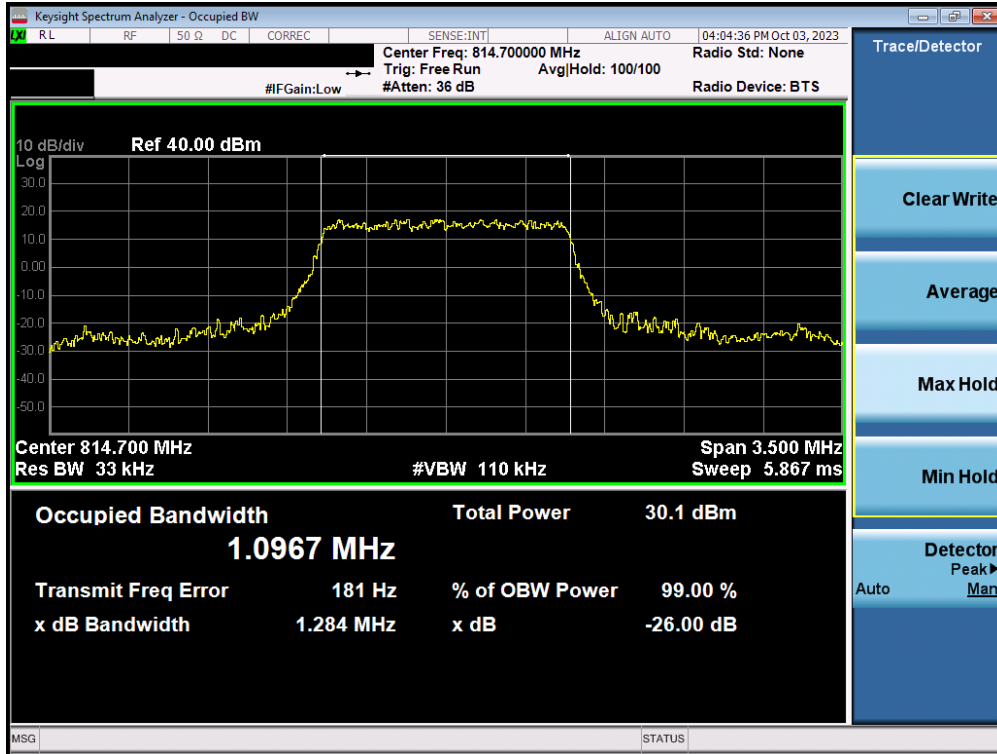 Keysight Spectrum Analyzer - Occupied BW
LXI RL RF 50 Ω DC CORREC SENSE:INT ALIGN AUTO 04:04:36 PM Oct 03, 2023
Center Freq: 814.700000 MHz Radio Std: None
Trig: Free Run Avg|Hold: 100/100
#IFGain:Low #Atten: 36 dB Radio Device: BTS
Trace/Detector
10 dB/div Ref 40.00 dBm
Log
30.0
20.0
10.0
0.00
-10.0
-20.0
-30.0
-40.0
-50.0
Center 814.700 MHz Span 3.500 MHz
Res BW 33 kHz #VBW 110 kHz Sweep 5.867 ms
Occupied Bandwidth Total Power 30.1 dBm
1.0967 MHz
Transmit Freq Error 181 Hz % of OBW Power 99.00 %
x dB Bandwidth 1.284 MHz x dB -26.00 dB
Clear Write
Average
Max Hold
Min Hold
Detector
Peak▶
Auto Man
MSG STATUS